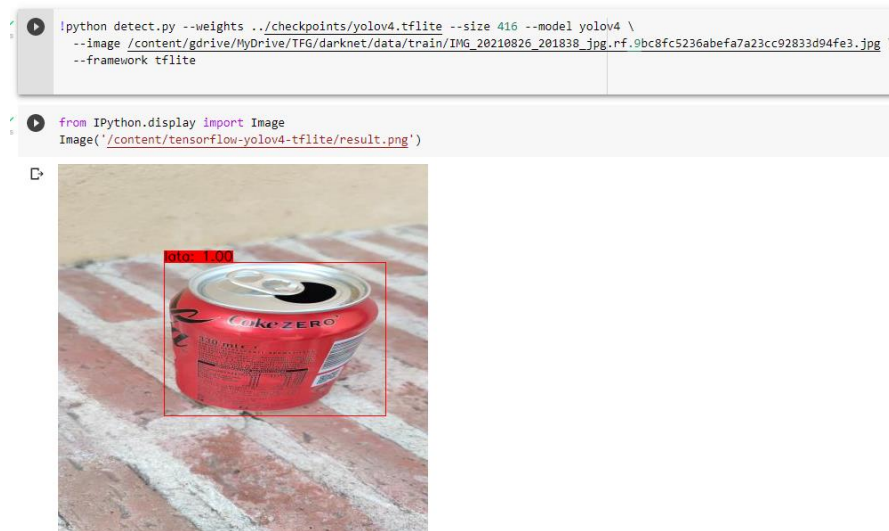 !python detect.py --weights ../checkpoints/yolov4.tflite --size 416 --model yolov4 \
--image /content/gdrive/MyDrive/TFG/darknet/data/train/IMG_20210826_201838_jpg.rf.9bc8fc5236abefa7a23cc92833d94fe3.jpg \
--framework tflite
from IPython.display import Image
Image('/content/tensorflow-yolov4-tflite/result.png')
lata: 1.00
Coke ZERO
330 ml e